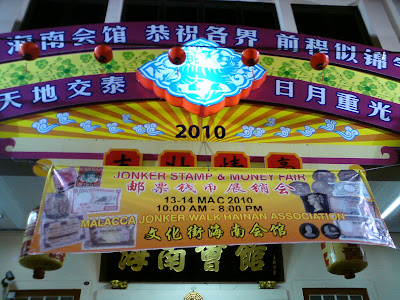 海南会馆 恭祝各界 前程似锦
天地交泰
日月重光
2010
JONKER STAMP & MONEY FAIR
邮票钱币展销会
13-14 MAC 2010
10.00 AM - 8.00 PM
MALACCA JONKER WALK HAINAN ASSOCIATION
文化街海南会馆
海南會館